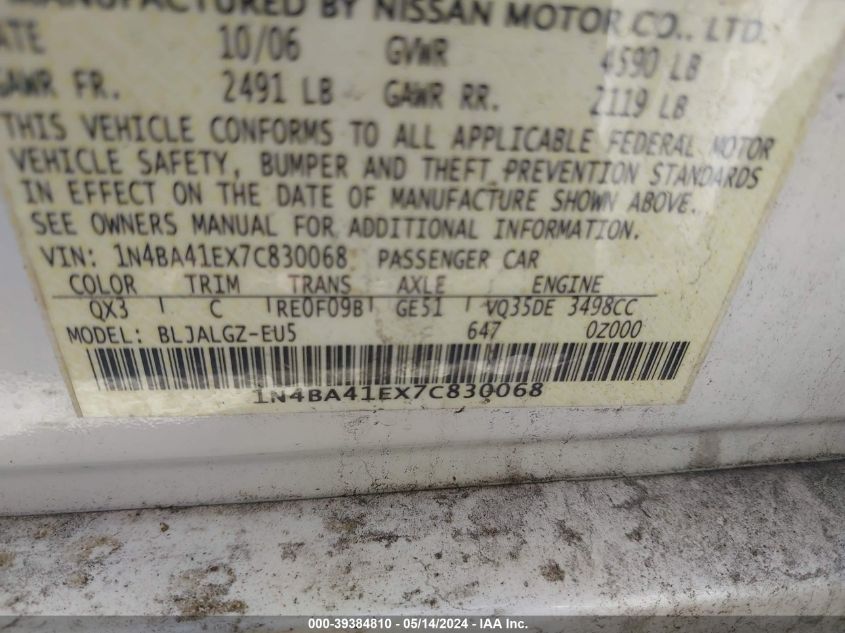 MANUFACTURED BY NISSAN MOTOR CO., LTD.
DATE 10/06 GVWR 4590 LB
GAWR FR. 2491 LB GAWR RR. 2119 LB
THIS VEHICLE CONFORMS TO ALL APPLICABLE FEDERAL MOTOR
VEHICLE SAFETY, BUMPER AND THEFT PREVENTION STANDARDS
IN EFFECT ON THE DATE OF MANUFACTURE SHOWN ABOVE.
SEE OWNERS MANUAL FOR ADDITIONAL INFORMATION.
VIN: 1N4BA41EX7C830068 PASSENGER CAR
COLOR TRIM TRANS AXLE ENGINE
QX3 C RE0F09B GE51 VQ35DE 3498CC
MODEL: BLJALGZ-EU5 647 0Z000
1N4BA41EX7C830068
000-39384810 - 05/14/2024 - IAA Inc.